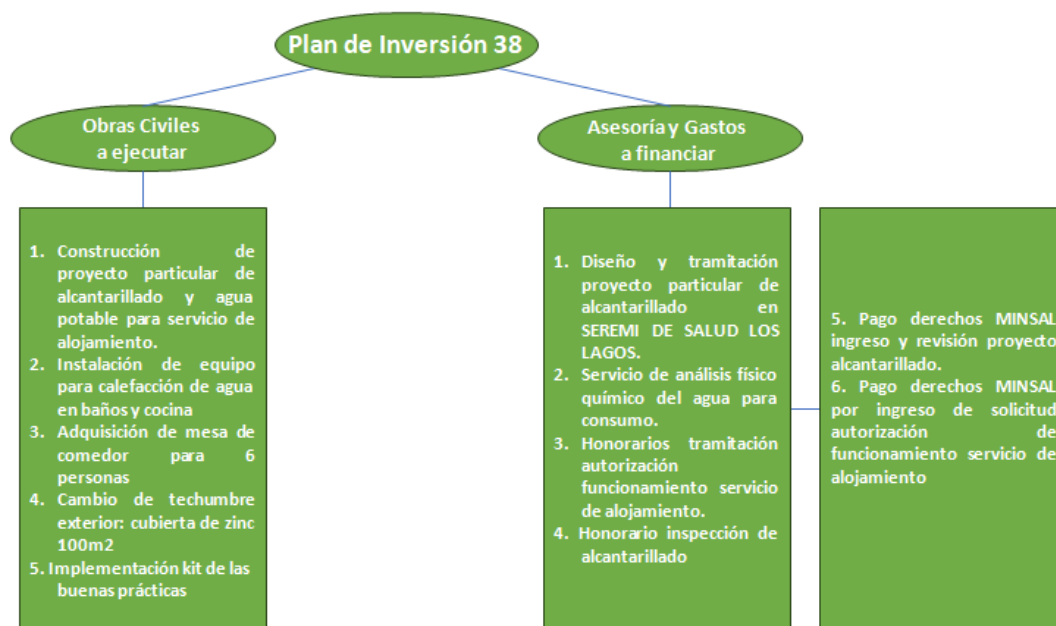 Plan de Inversión 38
Obras Civiles
a ejecutar
Asesoría y Gastos
a financiar
1. Construcción de
proyecto particular de
alcantarillado y agua
potable para servicio de
alojamiento.
2. Instalación de equipo
para calefacción de agua
en baños y cocina
3. Adquisición de mesa de
comedor para 6
personas
4. Cambio de techumbre
exterior: cubierta de zinc
100m2
5. Implementación kit de las
buenas prácticas
1. Diseño y tramitación
proyecto particular de
alcantarillado en
SEREMI DE SALUD LOS
LAGOS.
2. Servicio de análisis físico
químico del agua para
consumo.
3. Honorarios tramitación
autorización
funcionamiento servicio
de alojamiento.
4. Honorario inspección de
alcantarillado
5. Pago derechos MINSAL
ingreso y revisión proyecto
alcantarillado.
6. Pago derechos MINSAL
por ingreso de solicitud
autorización de
funcionamiento servicio de
alojamiento